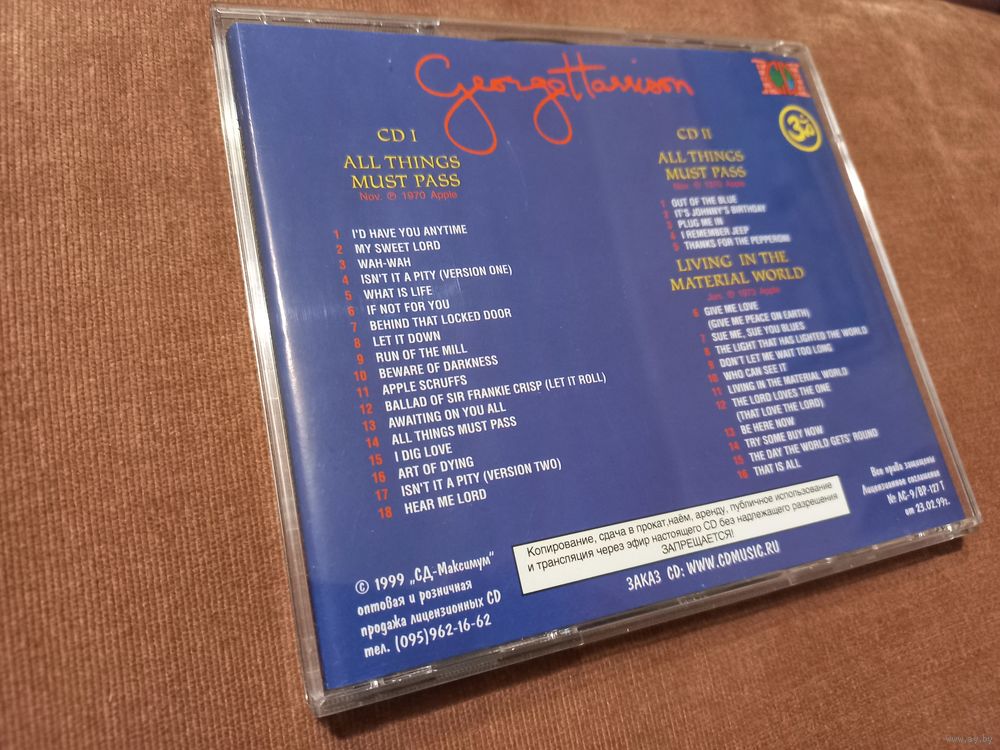 George Harrison
CD
3%
CD I
ALL THINGS
MUST PASS
Nov. ℗ 1970 Apple
1 I'D HAVE YOU ANYTIME
2 MY SWEET LORD
3 WAH-WAH
4 ISN'T IT A PITY (VERSION ONE)
5 WHAT IS LIFE
6 IF NOT FOR YOU
7 BEHIND THAT LOCKED DOOR
8 LET IT DOWN
9 RUN OF THE MILL
10 BEWARE OF DARKNESS
11 APPLE SCRUFFS
12 BALLAD OF SIR FRANKIE CRISP (LET IT ROLL)
13 AWAITING ON YOU ALL
14 ALL THINGS MUST PASS
15 I DIG LOVE
16 ART OF DYING
17 ISN'T IT A PITY (VERSION TWO)
18 HEAR ME LORD
CD II
ALL THINGS
MUST PASS
Nov. ℗ 1970 Apple
1 OUT OF THE BLUE
2 IT'S JOHNNY'S BIRTHDAY
3 PLUG ME IN
4 I REMEMBER JEEP
5 THANKS FOR THE PEPPERONI
LIVING IN THE
MATERIAL WORLD
Jun. ℗ 1973 Apple
6 GIVE ME LOVE
(GIVE ME PEACE ON EARTH)
7 SUE ME, SUE YOU BLUES
8 THE LIGHT THAT HAS LIGHTED THE WORLD
9 DON'T LET ME WAIT TOO LONG
10 WHO CAN SEE IT
11 LIVING IN THE MATERIAL WORLD
12 THE LORD LOVES THE ONE
(THAT LOVE THE LORD)
13 BE HERE NOW
14 TRY SOME BUY NOW
15 THE DAY THE WORLD GETS' ROUND
16 THAT IS ALL
Все права защищены
Лицензионное соглашение
№ АС-9/ВР-127 Т
от 23.02.99г.
Копирование, сдача в прокат,наём, аренду, публичное использование
и трансляция через эфир настоящего CD без надлежащего разрешения
ЗАПРЕЩАЕТСЯ!
ЗАКАЗ CD: WWW.CDMUSIC.RU
© 1999 „СД-Максимум"
оптовая и розничная
продажа лицензионных CD
тел. (095)962-16-62
www.ay.by